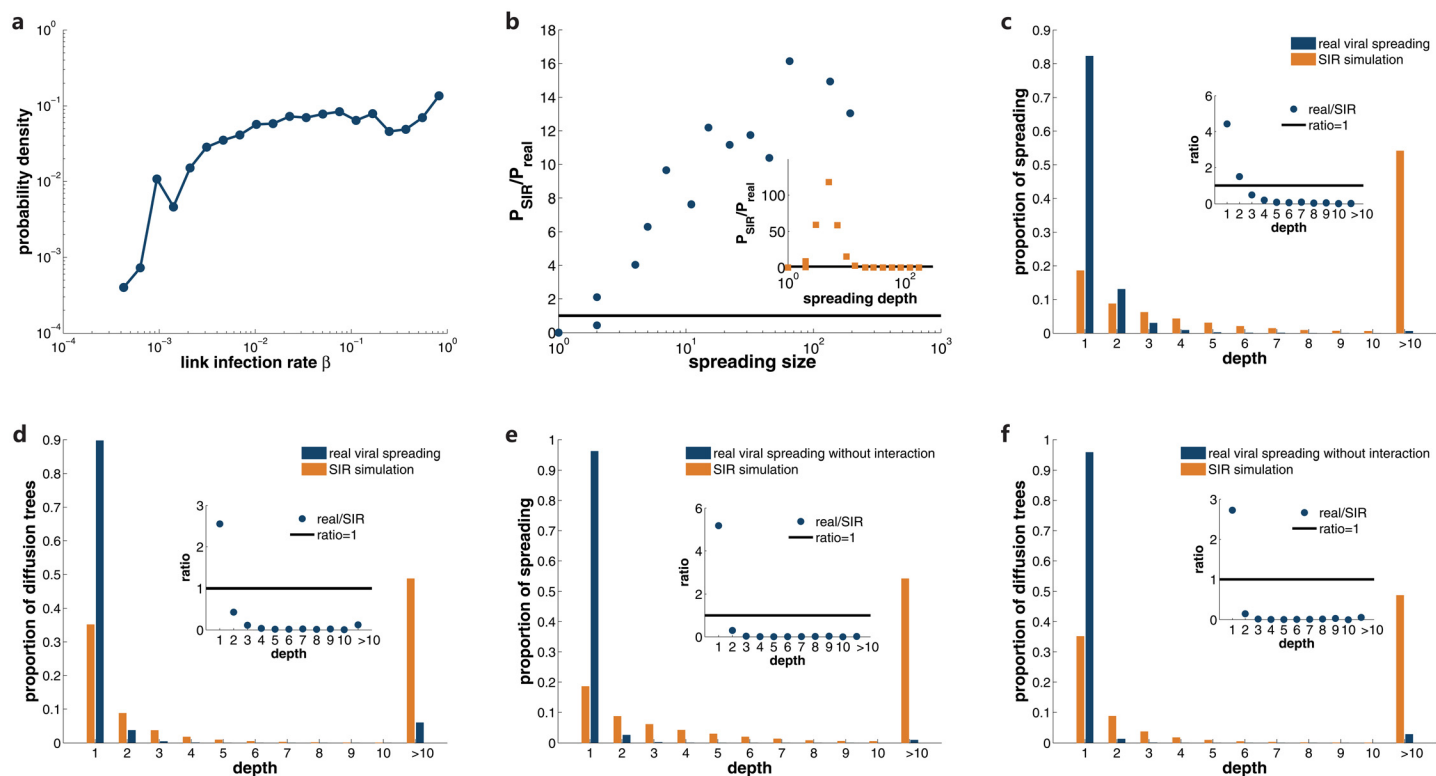 a
probability density
10^0
10^-1
10^-2
10^-3
10^-4
10^-4 10^-3 10^-2 10^-1 10^0
link infection rate β
b
P_SIR/P_real
18
16
14
12
10
8
6
4
2
0
10^0 10^1 10^2 10^3
spreading size
P_SIR/P_real
100
50
0
10^0 10^2
spreading depth
c
real viral spreading
SIR simulation
proportion of spreading
0.9
0.8
0.7
0.6
0.5
0.4
0.3
0.2
0.1
0
1 2 3 4 5 6 7 8 9 10 >10
depth
real/SIR
ratio=1
ratio
6
4
2
0
1 2 3 4 5 6 7 8 9 10 >10
depth
d
real viral spreading
SIR simulation
proportion of diffusion trees
0.9
0.8
0.7
0.6
0.5
0.4
0.3
0.2
0.1
0
1 2 3 4 5 6 7 8 9 10 >10
depth
real/SIR
ratio=1
ratio
3
2
1
0
1 2 3 4 5 6 7 8 9 10 >10
depth
e
real viral spreading without interaction
SIR simulation
proportion of spreading
1
0.9
0.8
0.7
0.6
0.5
0.4
0.3
0.2
0.1
0
1 2 3 4 5 6 7 8 9 10 >10
depth
real/SIR
ratio=1
ratio
6
4
2
0
1 2 3 4 5 6 7 8 9 10 >10
depth
f
real viral spreading without interaction
SIR simulation
proportion of diffusion trees
1
0.9
0.8
0.7
0.6
0.5
0.4
0.3
0.2
0.1
0
1 2 3 4 5 6 7 8 9 10 >10
depth
real/SIR
ratio=1
ratio
3
2
1
0
1 2 3 4 5 6 7 8 9 10 >10
depth